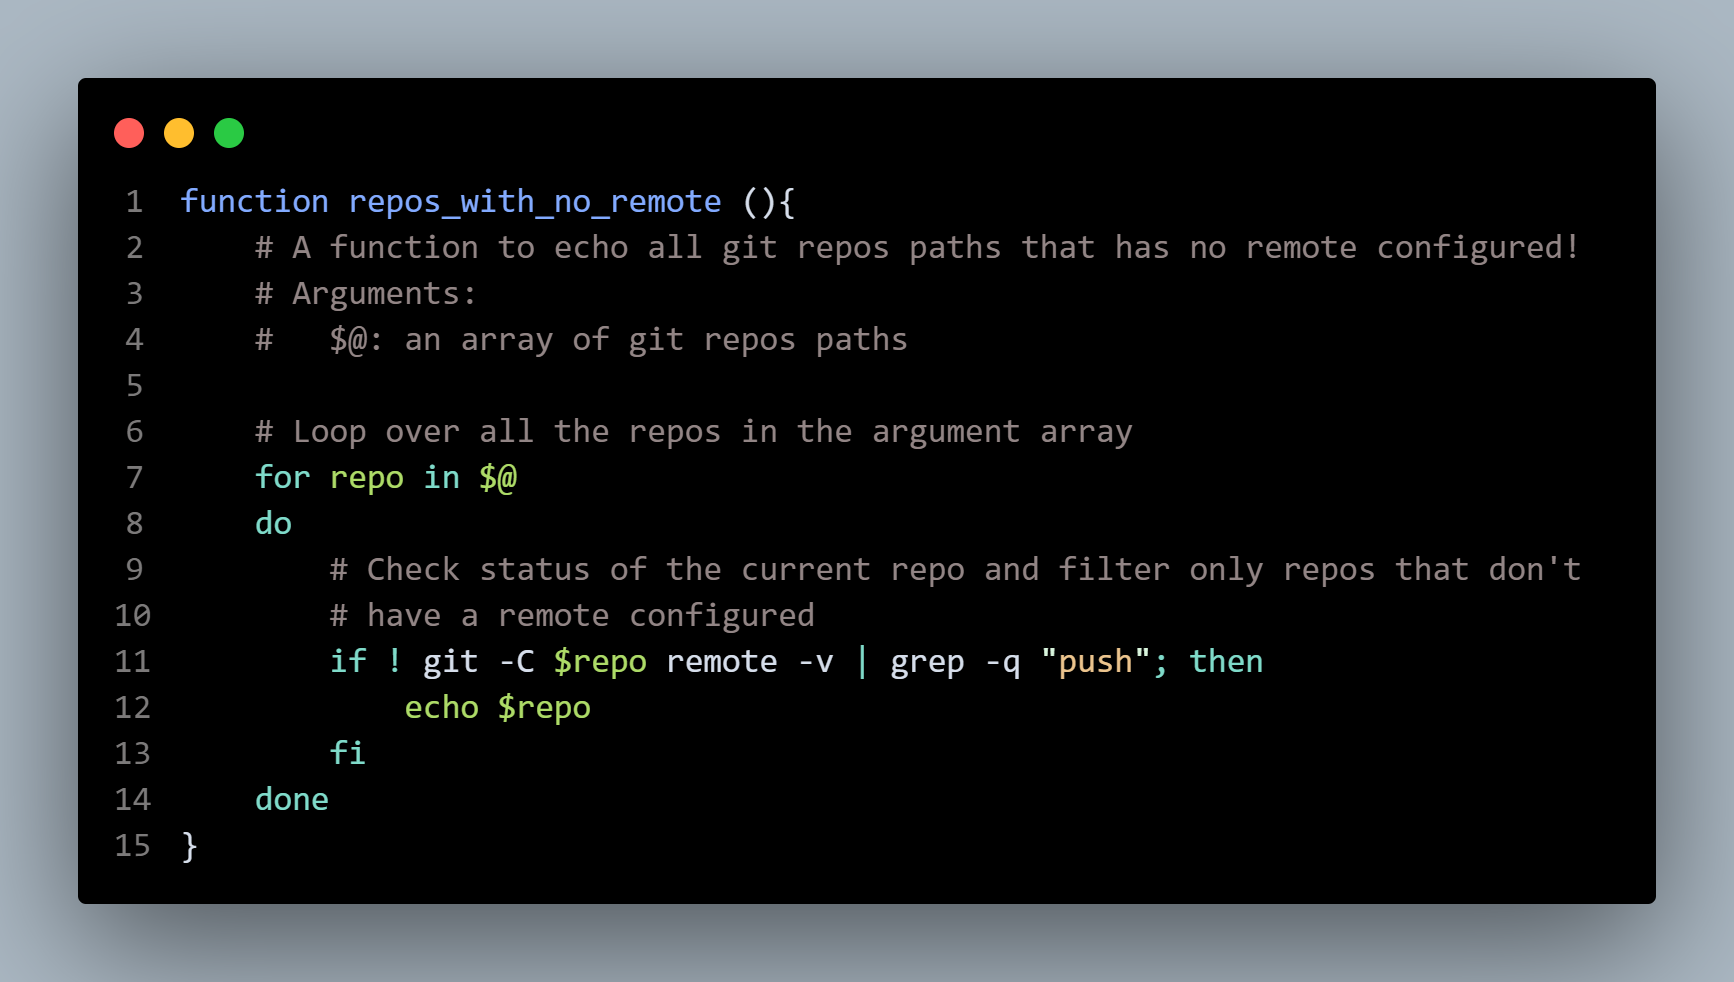 1 function repos_with_no_remote (){
2     # A function to echo all git repos paths that has no remote configured!
3     # Arguments:
4     #   $@: an array of git repos paths
5
6     # Loop over all the repos in the argument array
7     for repo in $@
8     do
9         # Check status of the current repo and filter only repos that don't
10         # have a remote configured
11         if ! git -C $repo remote -v | grep -q "push"; then
12             echo $repo
13         fi
14     done
15 }